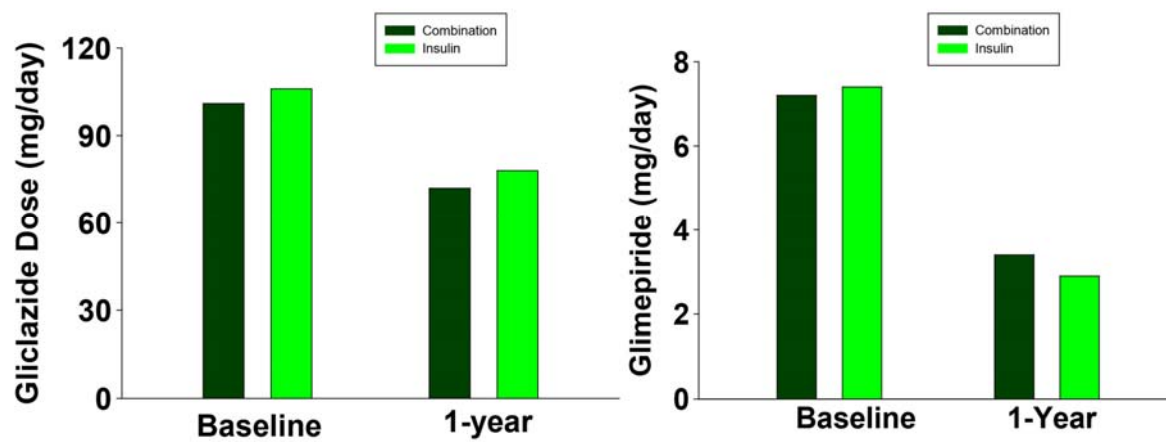 Combination
Insulin
Gliclazide Dose (mg/day)
120
90
60
30
0
Baseline
1-year
Combination
Insulin
Glimepiride (mg/day)
8
6
4
2
0
Baseline
1-Year